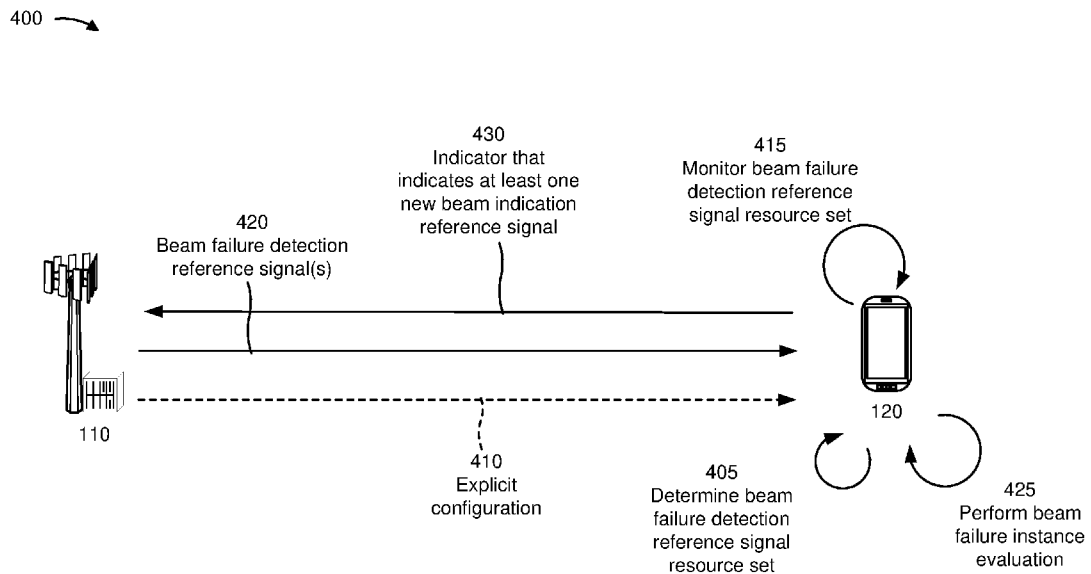 400
430
Indicator that
indicates at least one
new beam indication
reference signal
415
Monitor beam failure
detection reference
signal resource set
420
Beam failure detection
reference signal(s)
110
120
410
Explicit
configuration
405
Determine beam
failure detection
reference signal
resource set
425
Perform beam
failure instance
evaluation